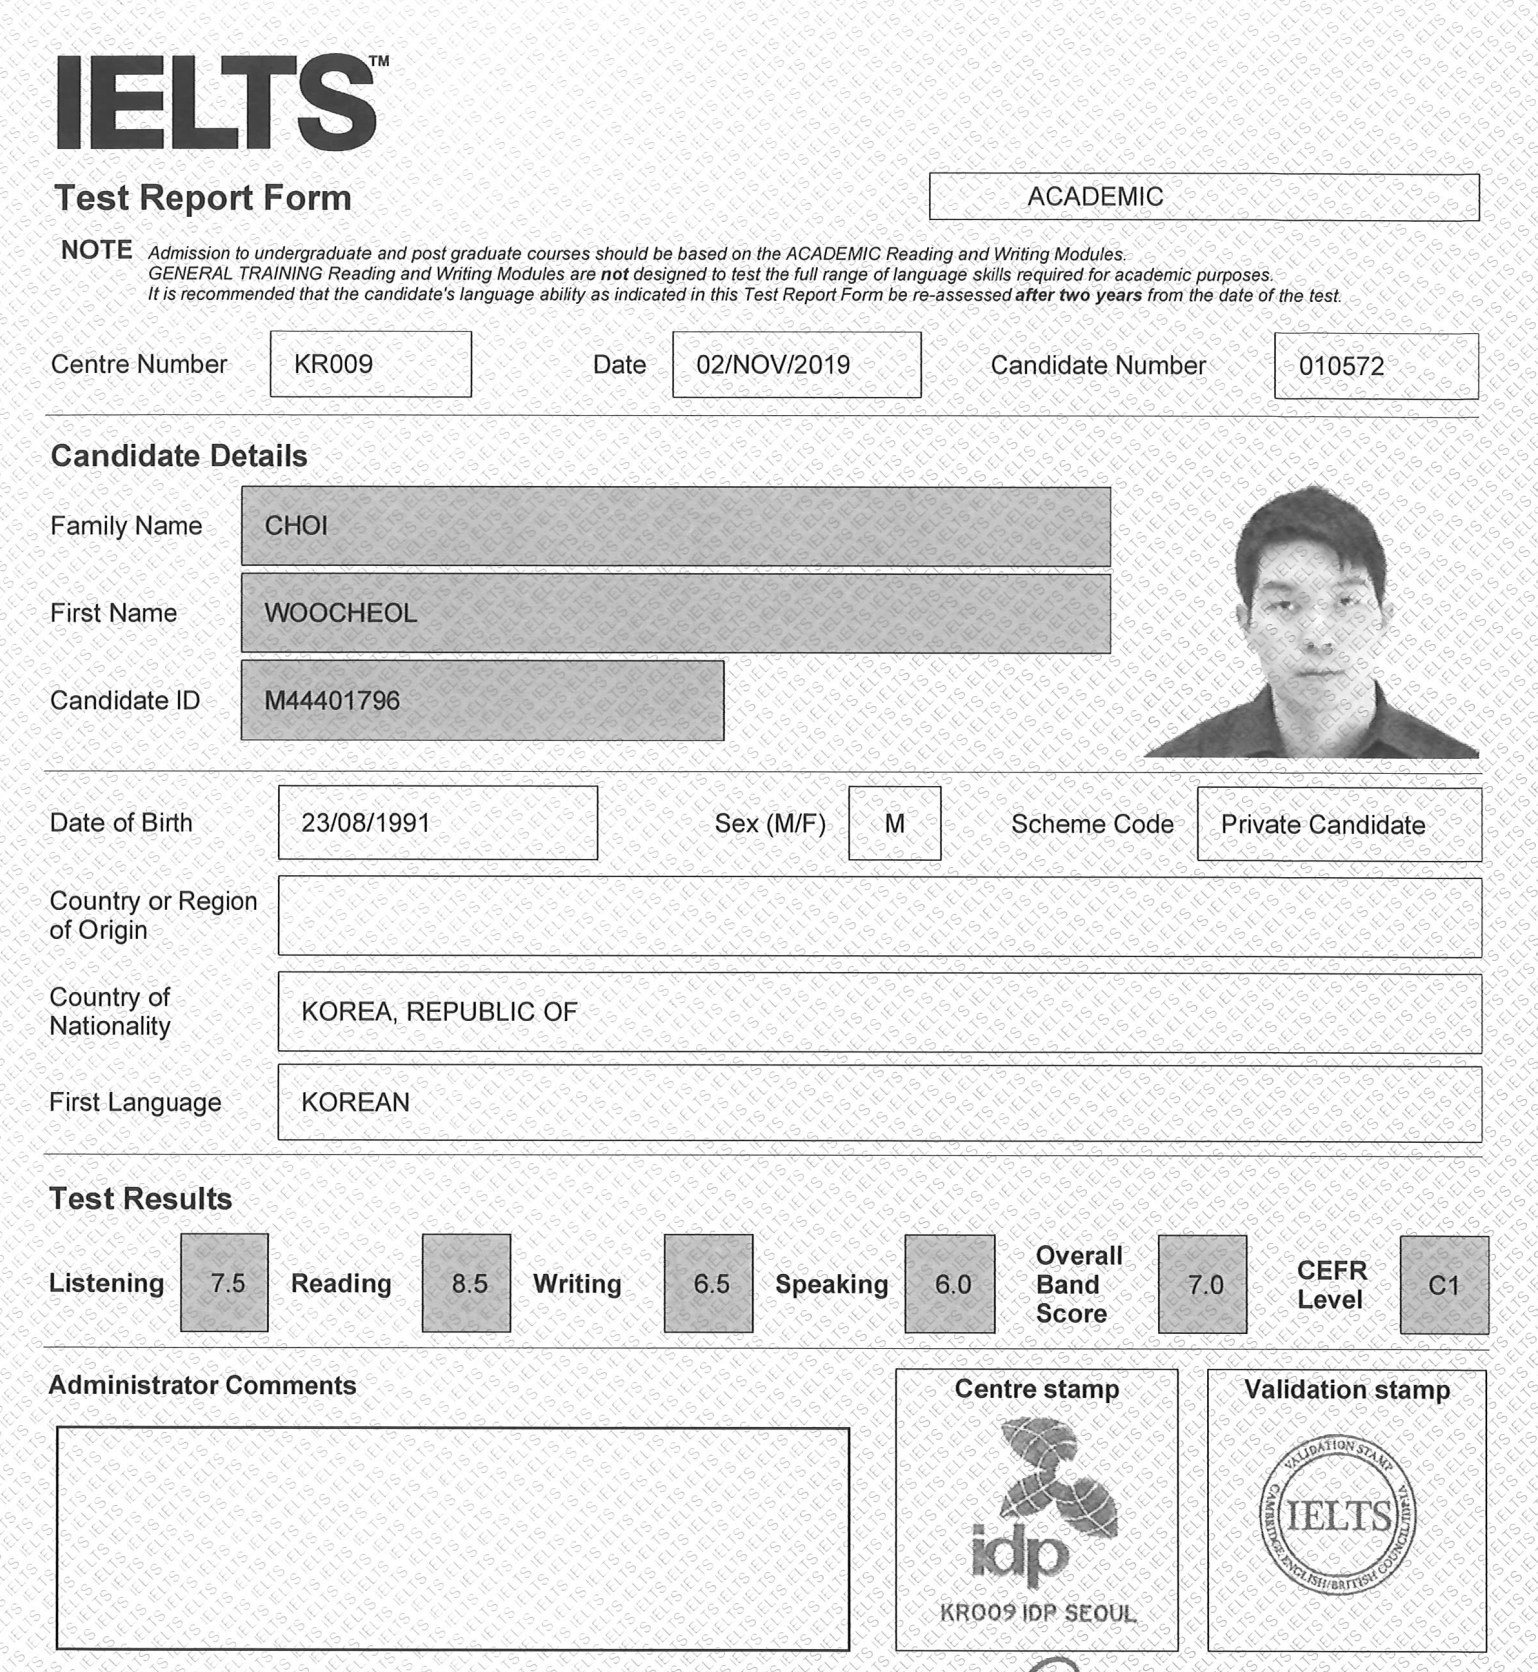 IELTS™
Test Report Form
ACADEMIC
NOTE Admission to undergraduate and post graduate courses should be based on the ACADEMIC Reading and Writing Modules.
GENERAL TRAINING Reading and Writing Modules are not designed to test the full range of language skills required for academic purposes.
It is recommended that the candidate's language ability as indicated in this Test Report Form be re-assessed after two years from the date of the test.
Centre Number KR009 Date 02/NOV/2019 Candidate Number 010572
Candidate Details
Family Name CHOI
First Name WOOCHEOL
Candidate ID M44401796
Date of Birth 23/08/1991 Sex (M/F) M Scheme Code Private Candidate
Country or Region
of Origin
Country of
Nationality
KOREA, REPUBLIC OF
First Language KOREAN
Test Results
Listening 7.5 Reading 8.5 Writing 6.5 Speaking 6.0 Overall Band Score 7.0 CEFR Level C1
Administrator Comments
Centre stamp
idp
KR009 IDP SEOUL
Validation stamp
VALIDATION STAMP
IELTS
CAMBRIDGE ENGLISH/BRITISH COUNCIL/IDP:IA